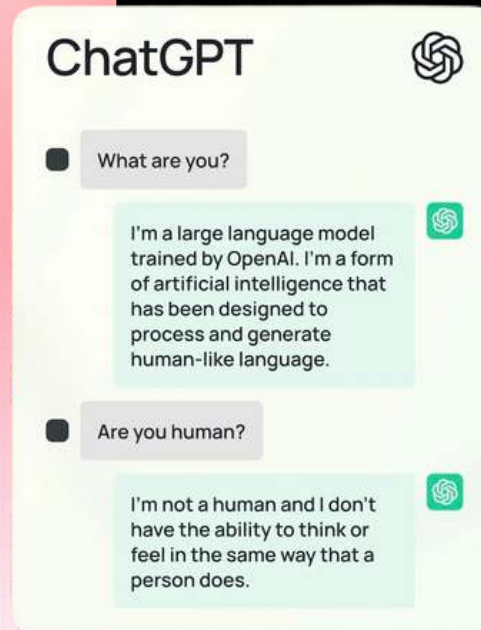 ChatGPT
What are you?
I'm a large language model
trained by OpenAI. I'm a form
of artificial intelligence that
has been designed to
process and generate
human-like language.
Are you human?
I'm not a human and I don't
have the ability to think or
feel in the same way that a
person does.